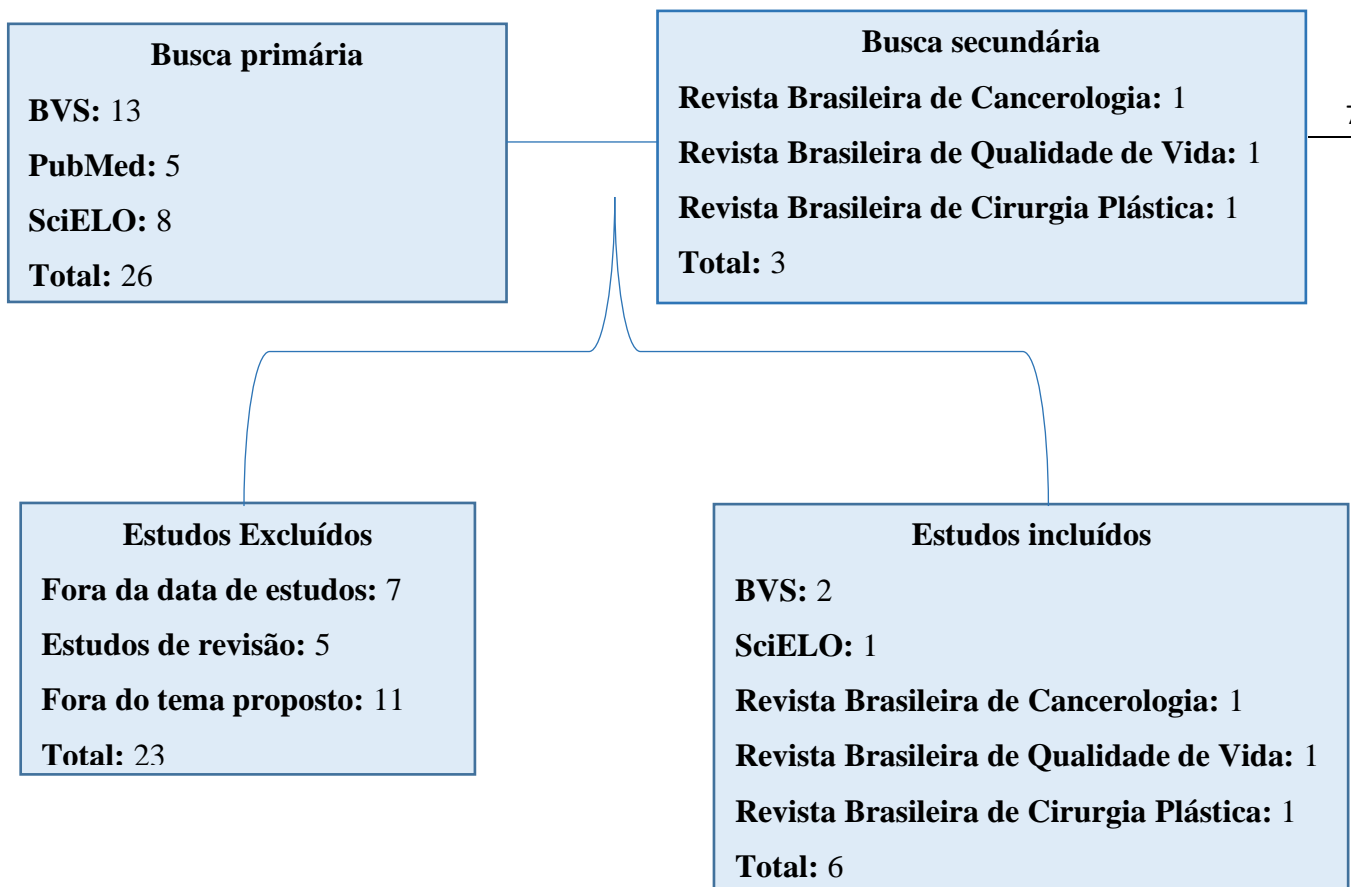 Busca primária
BVS: 13
PubMed: 5
SciELO: 8
Total: 26
Busca secundária
Revista Brasileira de Cancerologia: 1
Revista Brasileira de Qualidade de Vida: 1
Revista Brasileira de Cirurgia Plástica: 1
Total: 3
Estudos Excluídos
Fora da data de estudos: 7
Estudos de revisão: 5
Fora do tema proposto: 11
Total: 23
Estudos incluídos
BVS: 2
SciELO: 1
Revista Brasileira de Cancerologia: 1
Revista Brasileira de Qualidade de Vida: 1
Revista Brasileira de Cirurgia Plástica: 1
Total: 6